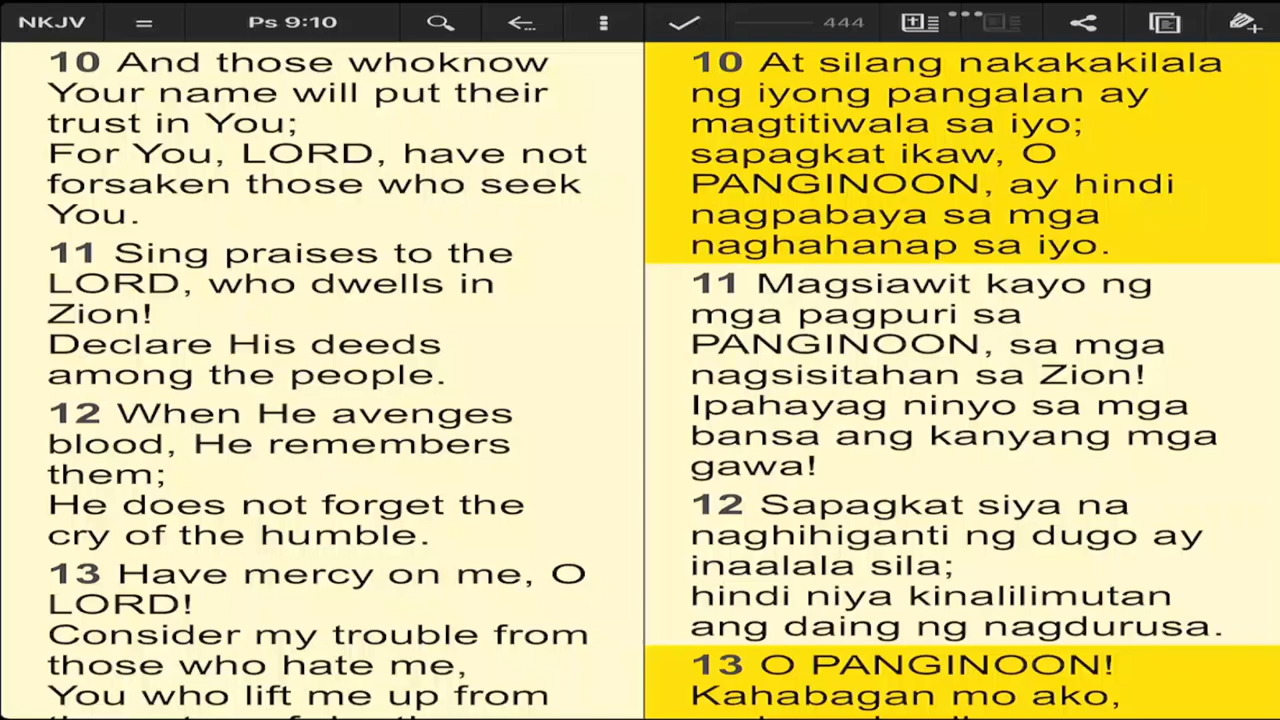 NKJV = Ps 9:10 444
10 And those whoknow
Your name will put their
trust in You;
For You, LORD, have not
forsaken those who seek
You.
11 Sing praises to the
LORD, who dwells in
Zion!
Declare His deeds
among the people.
12 When He avenges
blood, He remembers
them;
He does not forget the
cry of the humble.
13 Have mercy on me, O
LORD!
Consider my trouble from
those who hate me,
You who lift me up from
10 At silang nakakakilala
ng iyong pangalan ay
magtitiwala sa iyo;
sapagkat ikaw, O
PANGINOON, ay hindi
nagpabaya sa mga
naghahanap sa iyo.
11 Magsiawit kayo ng
mga pagpuri sa
PANGINOON, sa mga
nagsisitahan sa Zion!
Ipahayag ninyo sa mga
bansa ang kanyang mga
gawa!
12 Sapagkat siya na
naghihiganti ng dugo ay
inaalala sila;
hindi niya kinalilimutan
ang daing ng nagdurusa.
13 O PANGINOON!
Kahabagan mo ako,